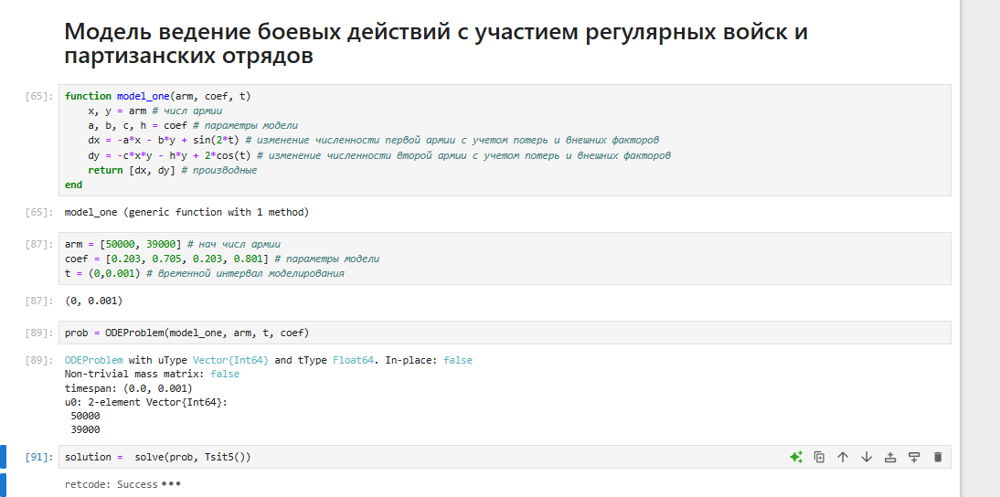 Модель ведение боевых действий с участием регулярных войск и
партизанских отрядов
[65]: function model_one(arm, coef, t)
x, y = arm # числ армии
a, b, c, h = coef # параметры модели
dx = -a*x - b*y + sin(2*t) # изменение численности первой армии с учетом потерь и внешних факторов
dy = -c*x*y - h*y + 2*cos(t) # изменение численности второй армии с учетом потерь и внешних факторов
return [dx, dy] # производные
end
[65]: model_one (generic function with 1 method)
[87]: arm = [50000, 39000] # нач числ армии
coef = [0.203, 0.705, 0.203, 0.801] # параметры модели
t = (0,0.001) # временной интервал моделирования
[87]: (0, 0.001)
[89]: prob = ODEProblem(model_one, arm, t, coef)
[89]: ODEProblem with uType Vector{Int64} and tType Float64. In-place: false
Non-trivial mass matrix: false
timespan: (0.0, 0.001)
u0: 2-element Vector{Int64}:
50000
39000
[91]: solution =  solve(prob, Tsit5())
retcode: Success •••